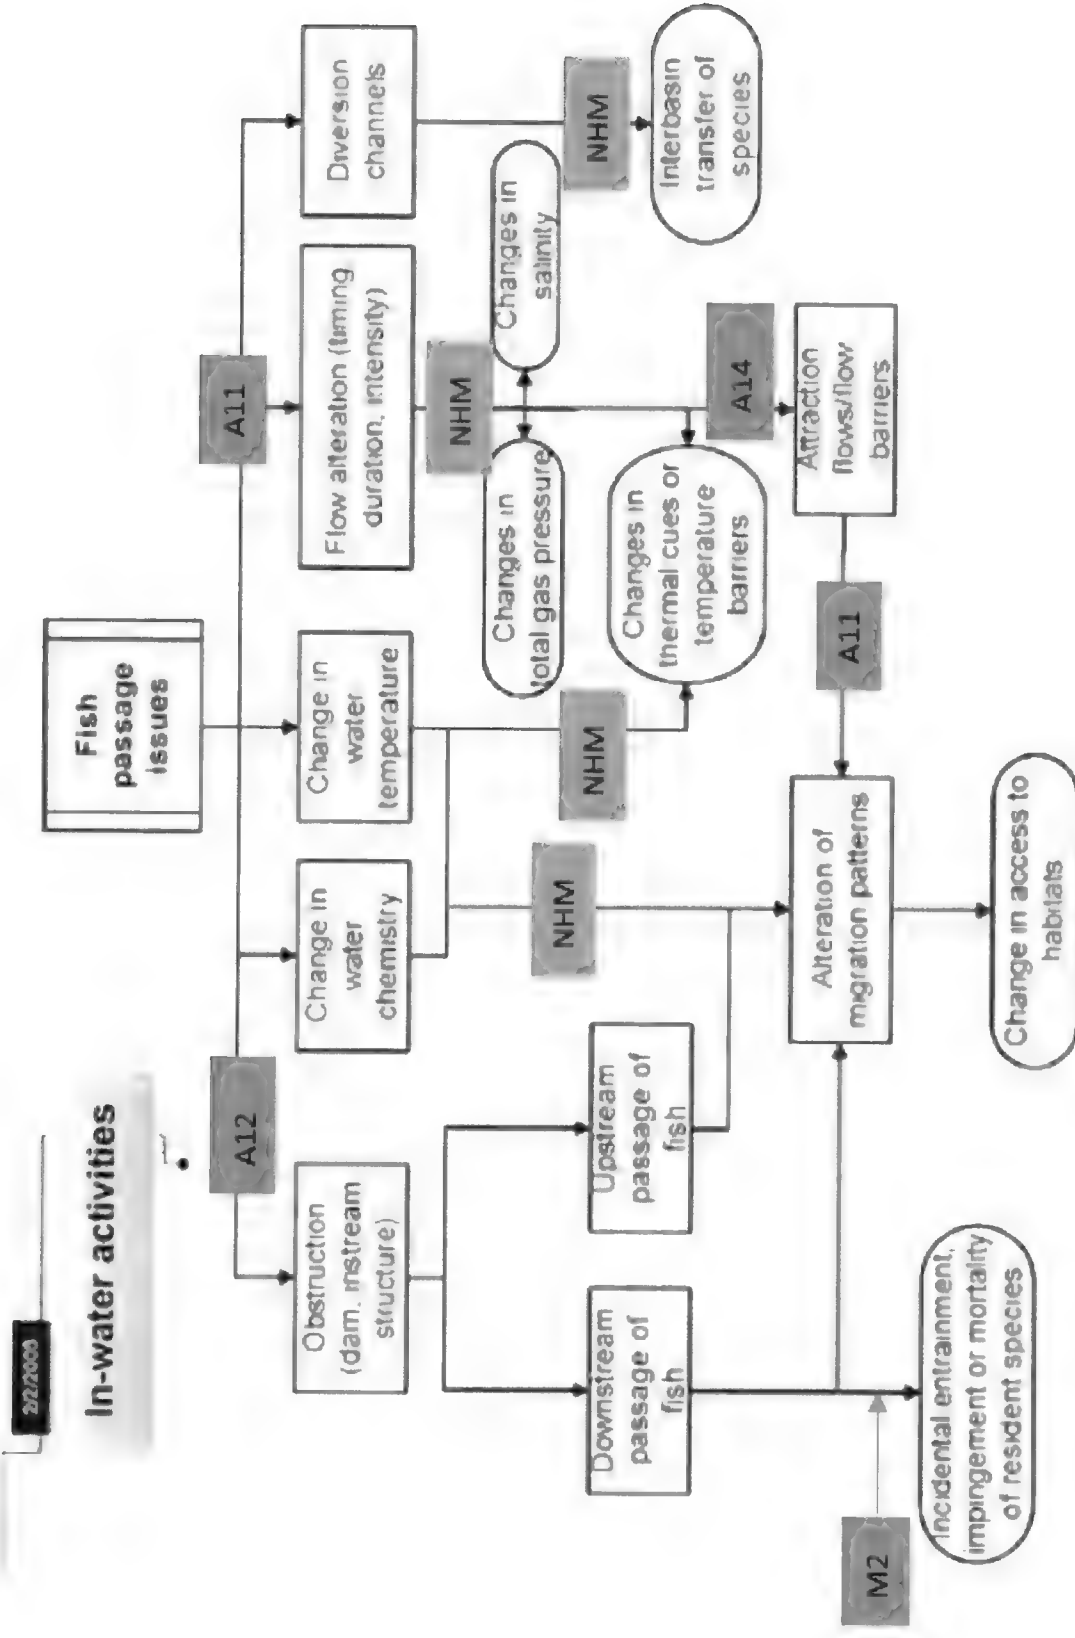 2/2/2008
In-water activities
Fish
passage
issues
A12
A11
Obstruction
(dam, instream
structure)
Change in
water
chemistry
Change in
water
temperature
Flow alteration (timing,
duration, intensity)
Diversion
channels
NHM
NHM
Changes in
total gas pressure
Changes in
salinity
NHM
NHM
Interbasin
transfer of
species
Downstream
passage of
fish
Upstream
passage of
fish
Changes in
thermal cues or
temperature
barriers
A14
Attraction
flows/flow
barriers
A11
Alteration of
migration patterns
M2
Incidental entrainment,
impingement or mortality
of resident species
Change in access to
habitats